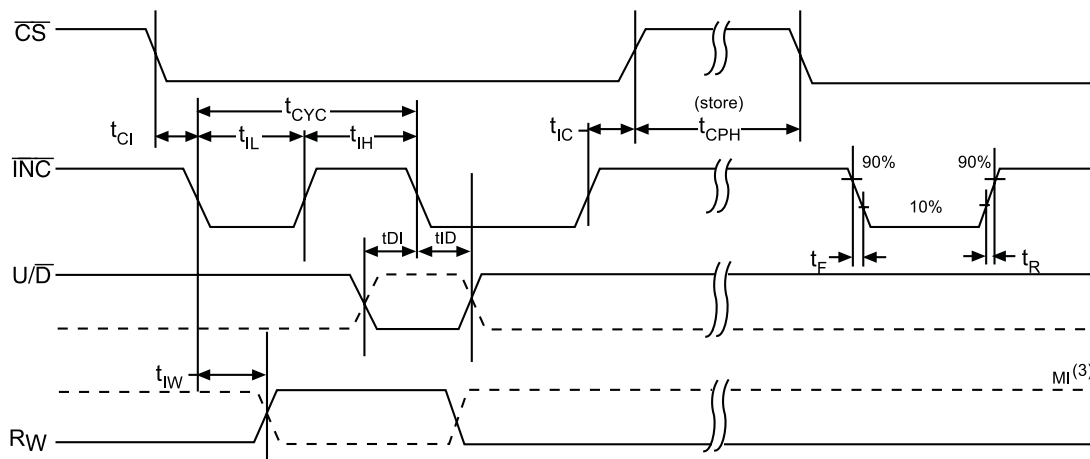 CS
tCYC
(store)
tCI
tIL
tIH
tIC
tCPH
INC
90%
90%
10%
tDI
tID
U/D
tF
tR
tIW
MI(3)
RW